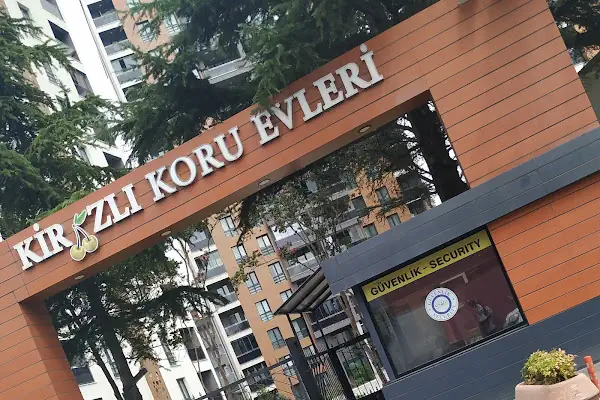 KİRAZLI KORU EVLERİ
GÜVENLİK - SECURITY